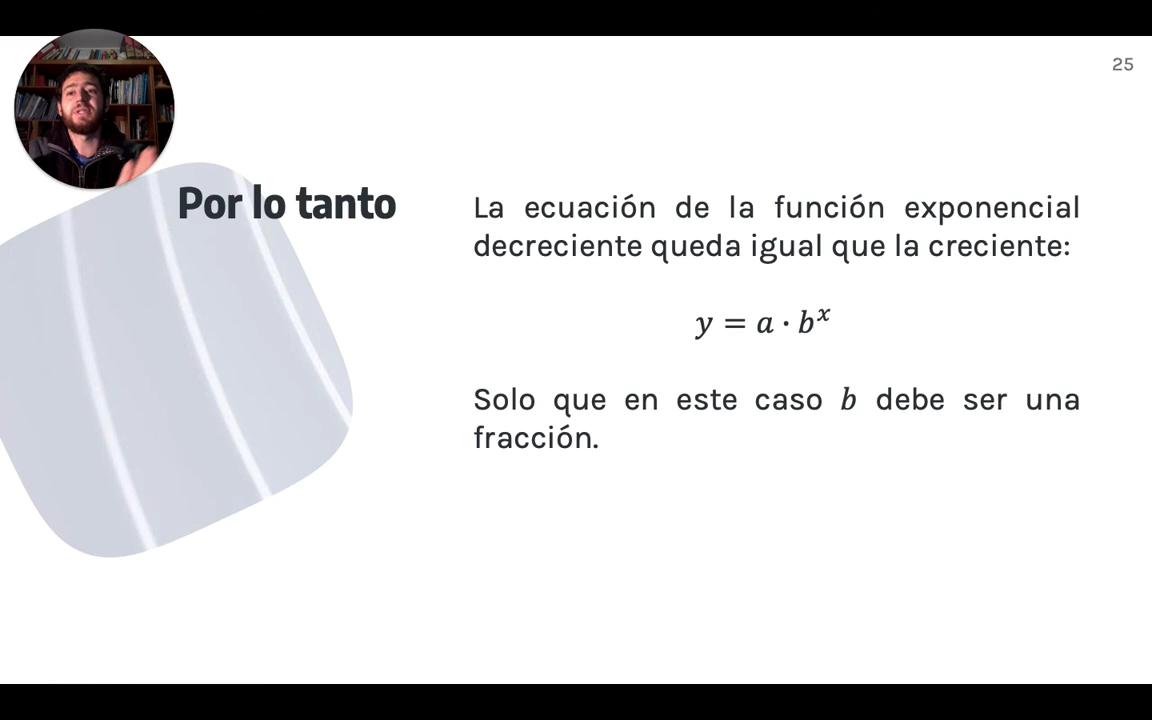 25
Por lo tanto
La ecuación de la función exponencial
decreciente queda igual que la creciente:
y = a · b^x
Solo que en este caso b debe ser una
fracción.